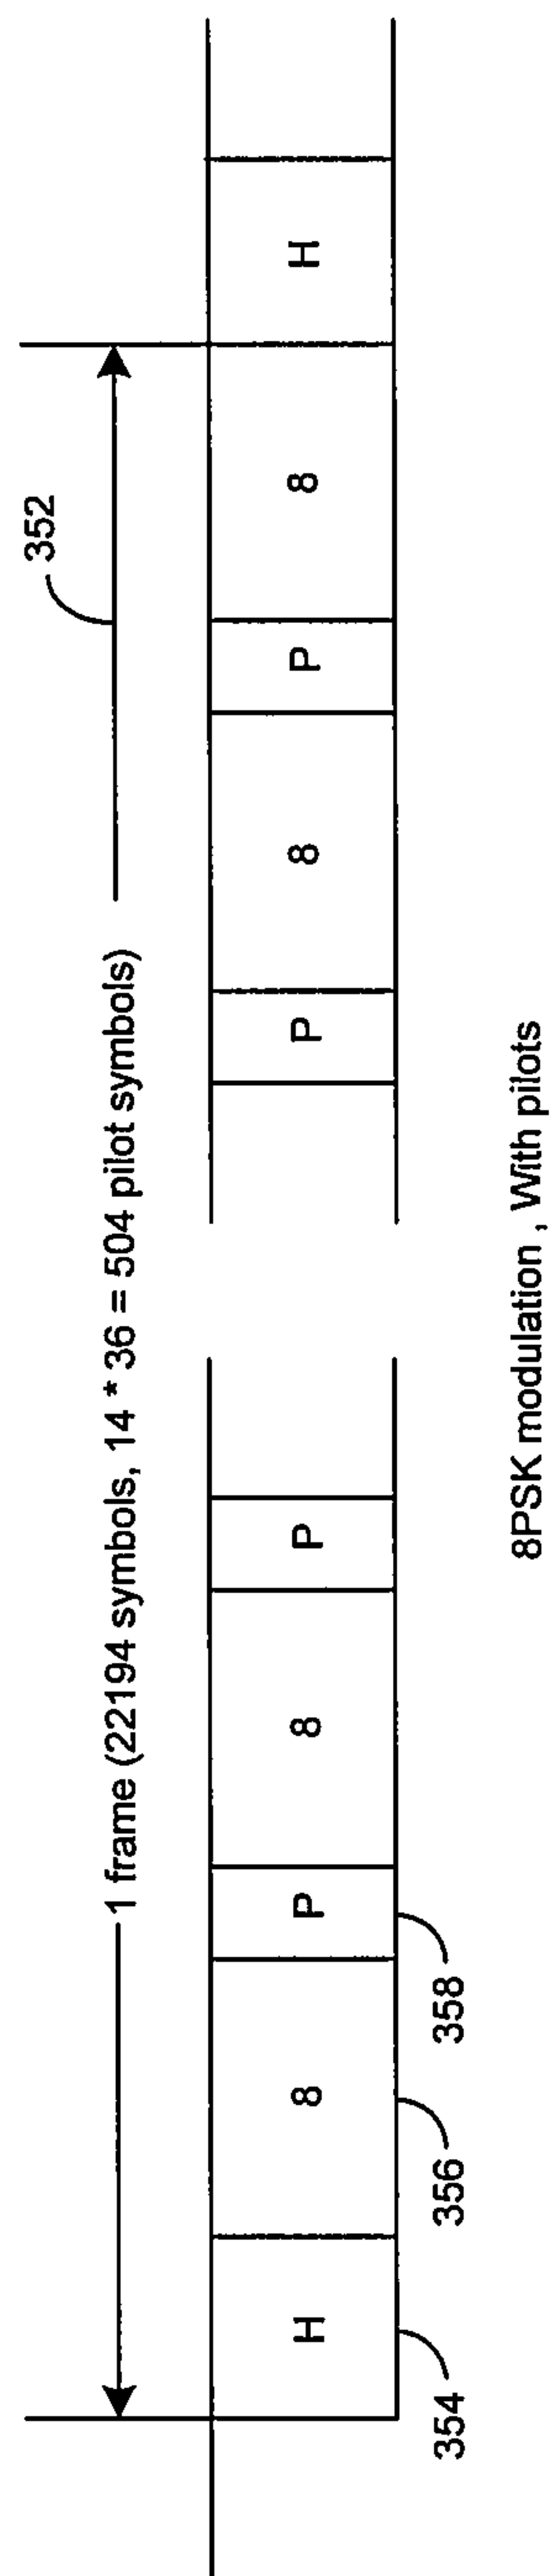 352
1 frame (22194 symbols, 14 * 36 = 504 pilot symbols)
H 8 P 8 P P 8 P 8 H
354 356 358
8PSK modulation , With pilots